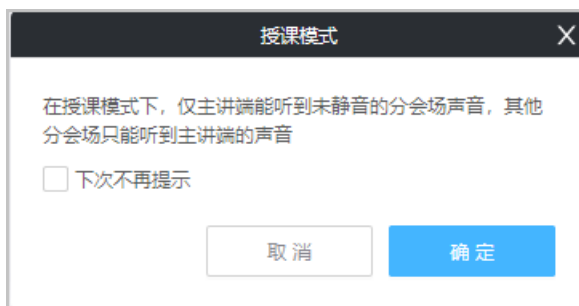 授课模式
在授课模式下，仅主讲端能听到未静音的分会场声音，其他
分会场只能听到主讲端的声音
下次不再提示
取消
确定